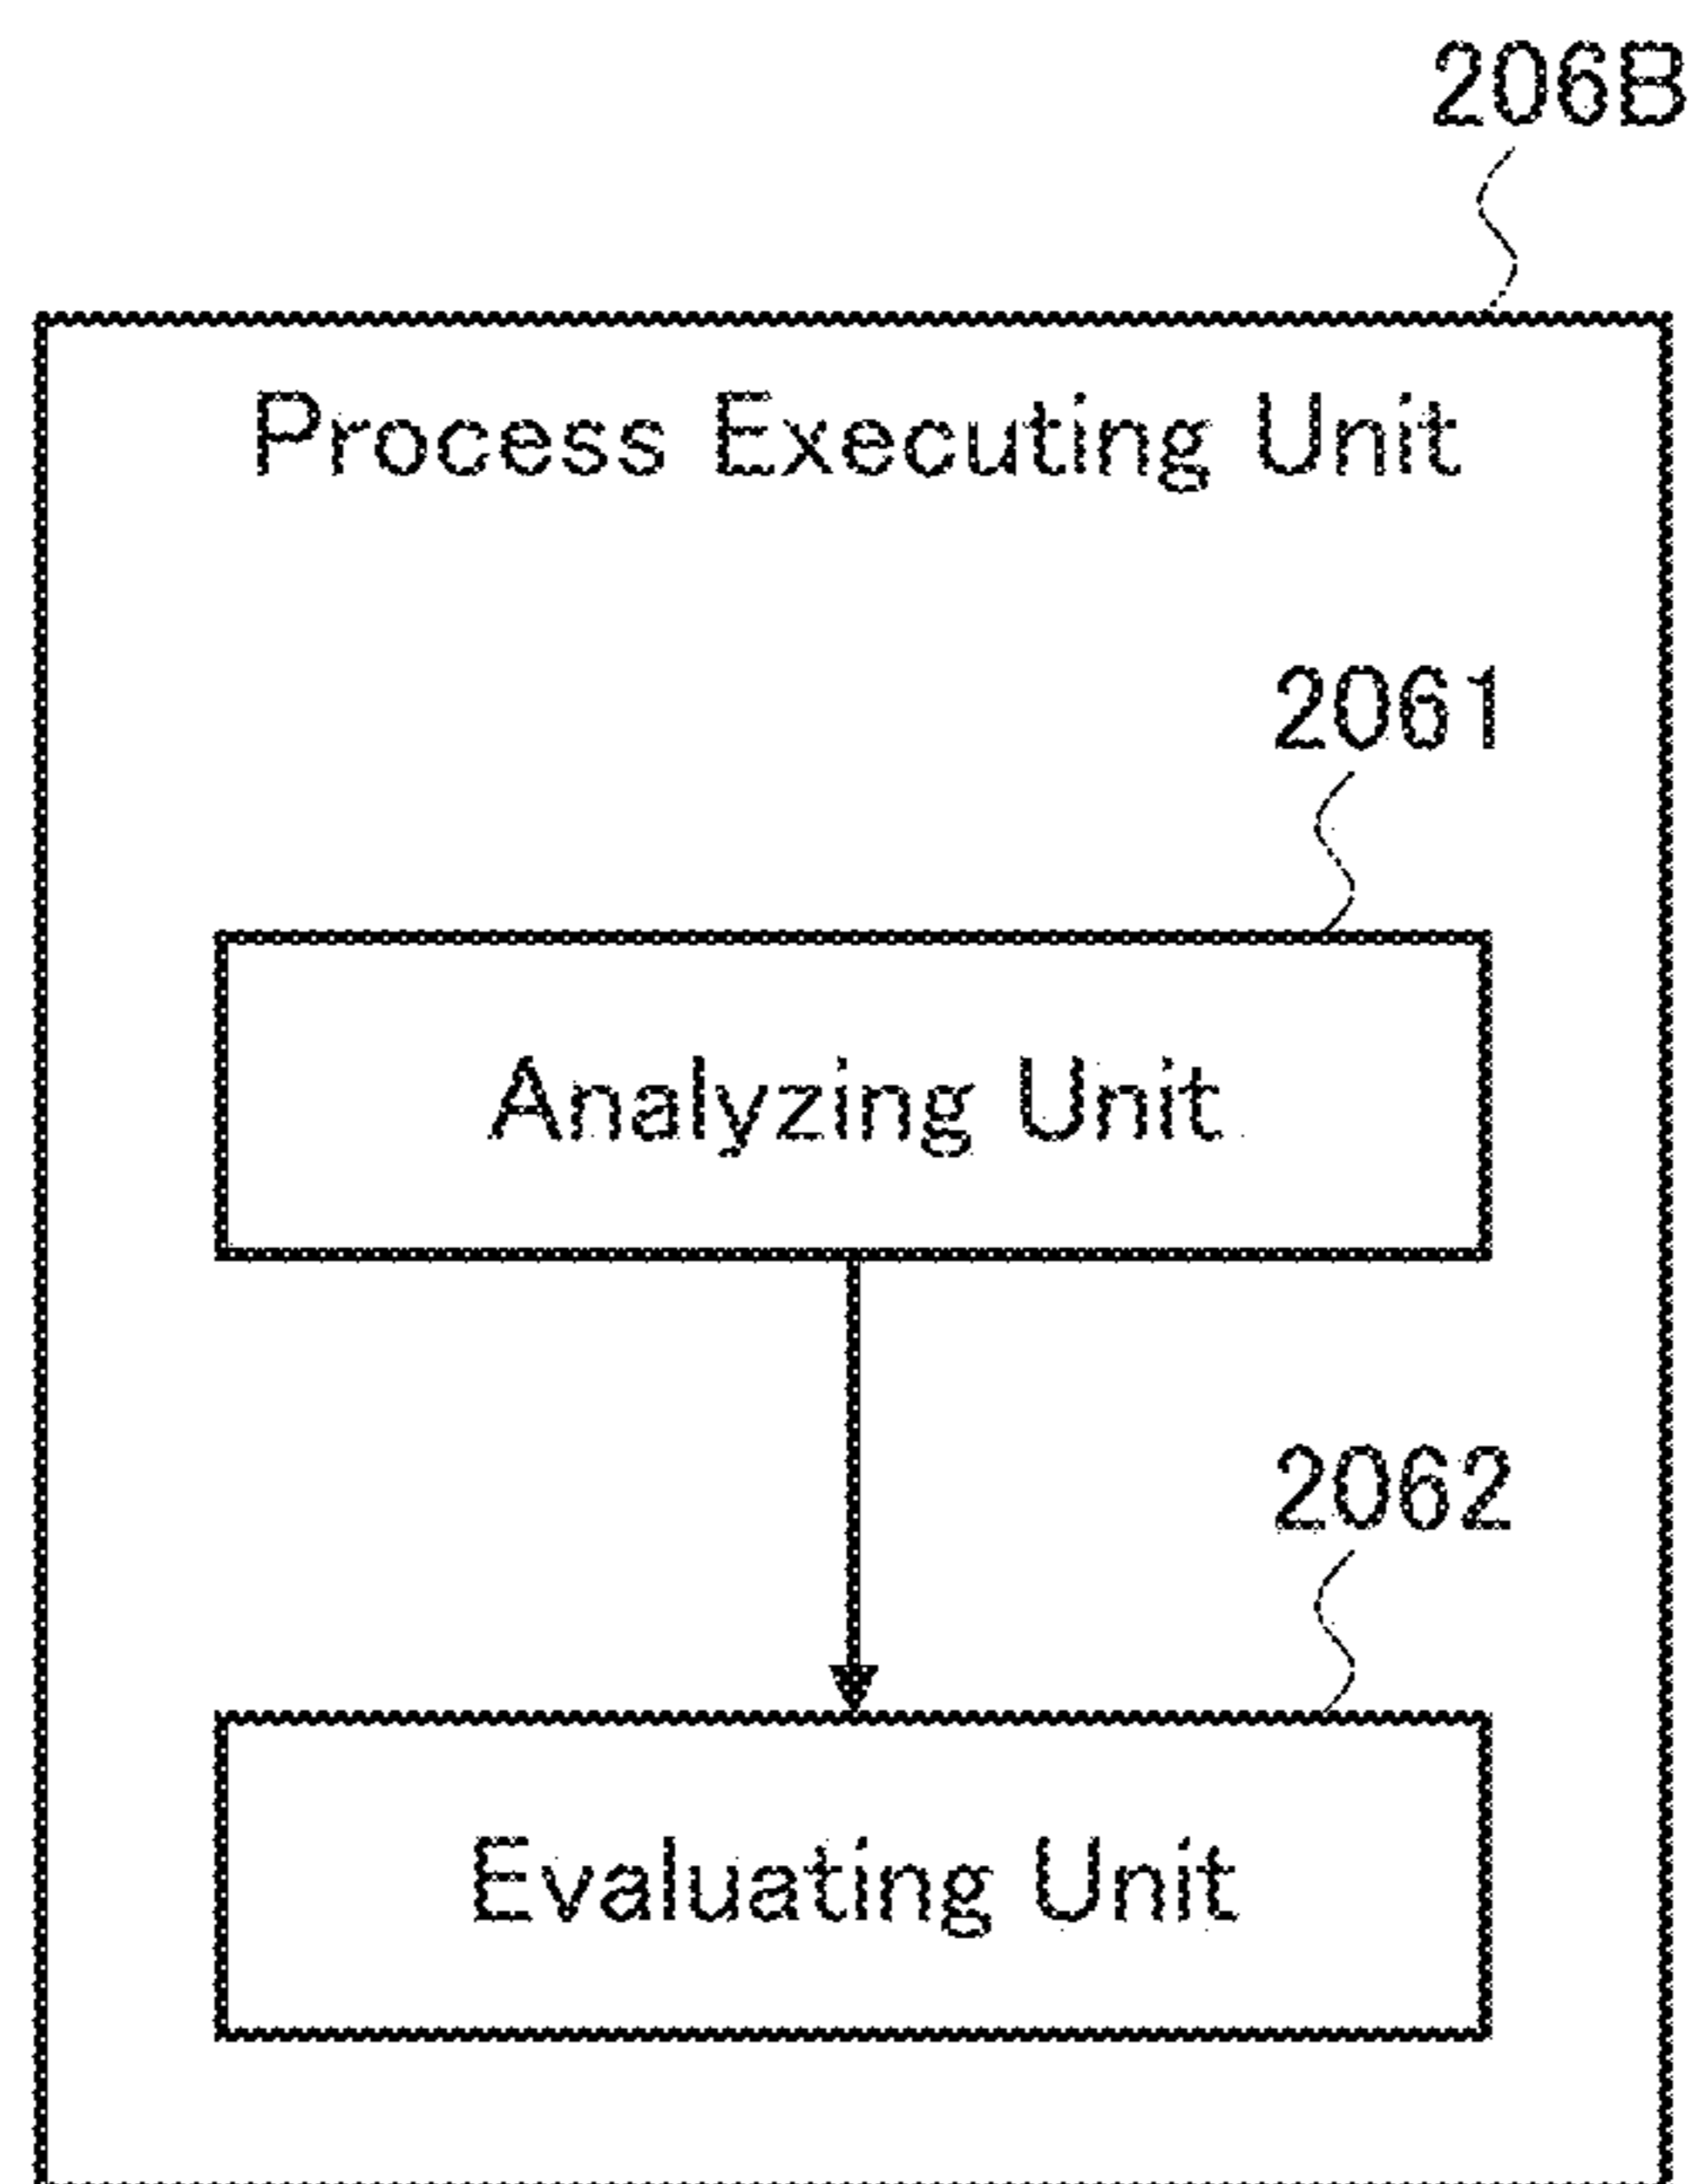 206B
Process Executing Unit
2061
Analyzing Unit
2062
Evaluating Unit